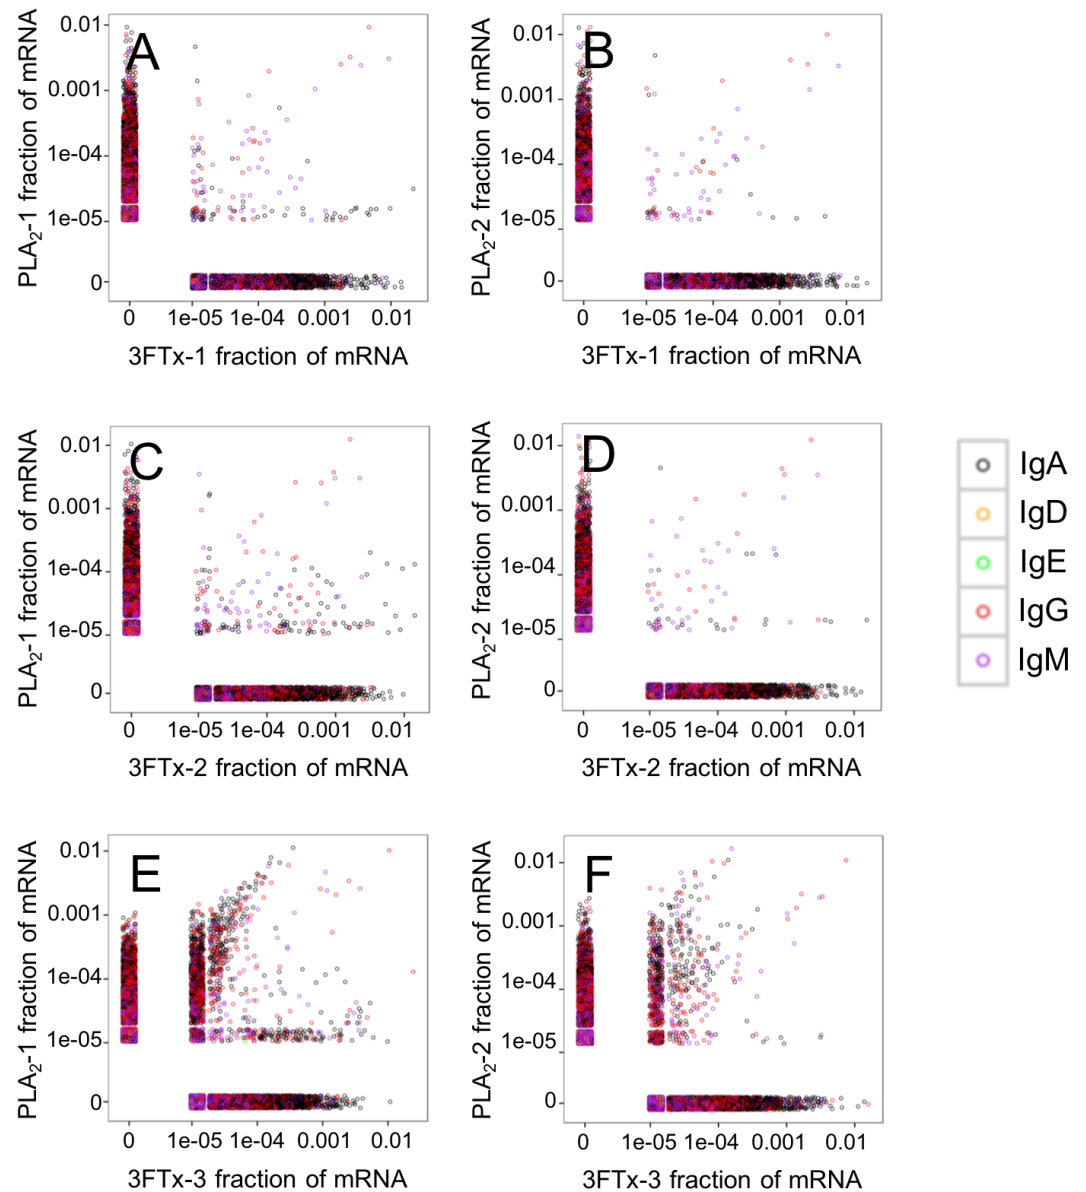 A
PLA₂-1 fraction of mRNA
0.01
0.001
1e-04
1e-05
0
0
1e-05
1e-04
0.001
0.01
3FTx-1 fraction of mRNA
B
PLA₂-2 fraction of mRNA
0.01
0.001
1e-04
1e-05
0
0
1e-05
1e-04
0.001
0.01
3FTx-1 fraction of mRNA
C
PLA₂-1 fraction of mRNA
0.01
0.001
1e-04
1e-05
0
0
1e-05
1e-04
0.001
0.01
3FTx-2 fraction of mRNA
D
PLA₂-2 fraction of mRNA
0.01
0.001
1e-04
1e-05
0
0
1e-05
1e-04
0.001
0.01
3FTx-2 fraction of mRNA
IgA
IgD
IgE
IgG
IgM
E
PLA₂-1 fraction of mRNA
0.01
0.001
1e-04
1e-05
0
0
1e-05
1e-04
0.001
0.01
3FTx-3 fraction of mRNA
F
PLA₂-2 fraction of mRNA
0.01
0.001
1e-04
1e-05
0
0
1e-05
1e-04
0.001
0.01
3FTx-3 fraction of mRNA